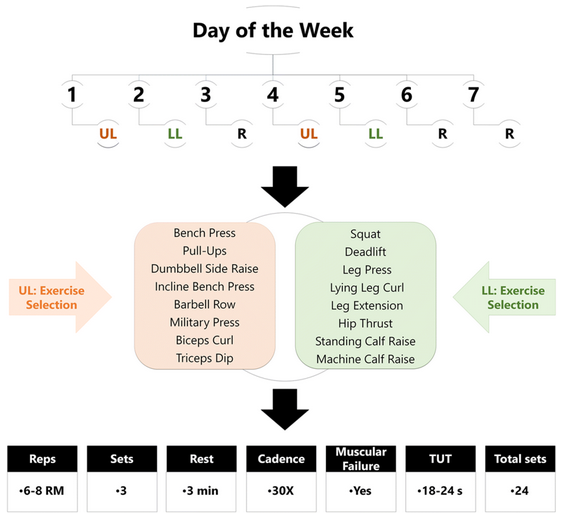 Day of the Week
1 2 3 4 5 6 7
UL LL R UL LL R R
UL: Exercise
Selection
Bench Press
Pull-Ups
Dumbbell Side Raise
Incline Bench Press
Barbell Row
Military Press
Biceps Curl
Triceps Dip
Squat
Deadlift
Leg Press
Lying Leg Curl
Leg Extension
Hip Thrust
Standing Calf Raise
Machine Calf Raise
LL: Exercise
Selection
Reps
•6-8 RM
Sets
•3
Rest
•3 min
Cadence
•30X
Muscular
Failure
•Yes
TUT
•18-24 s
Total sets
•24